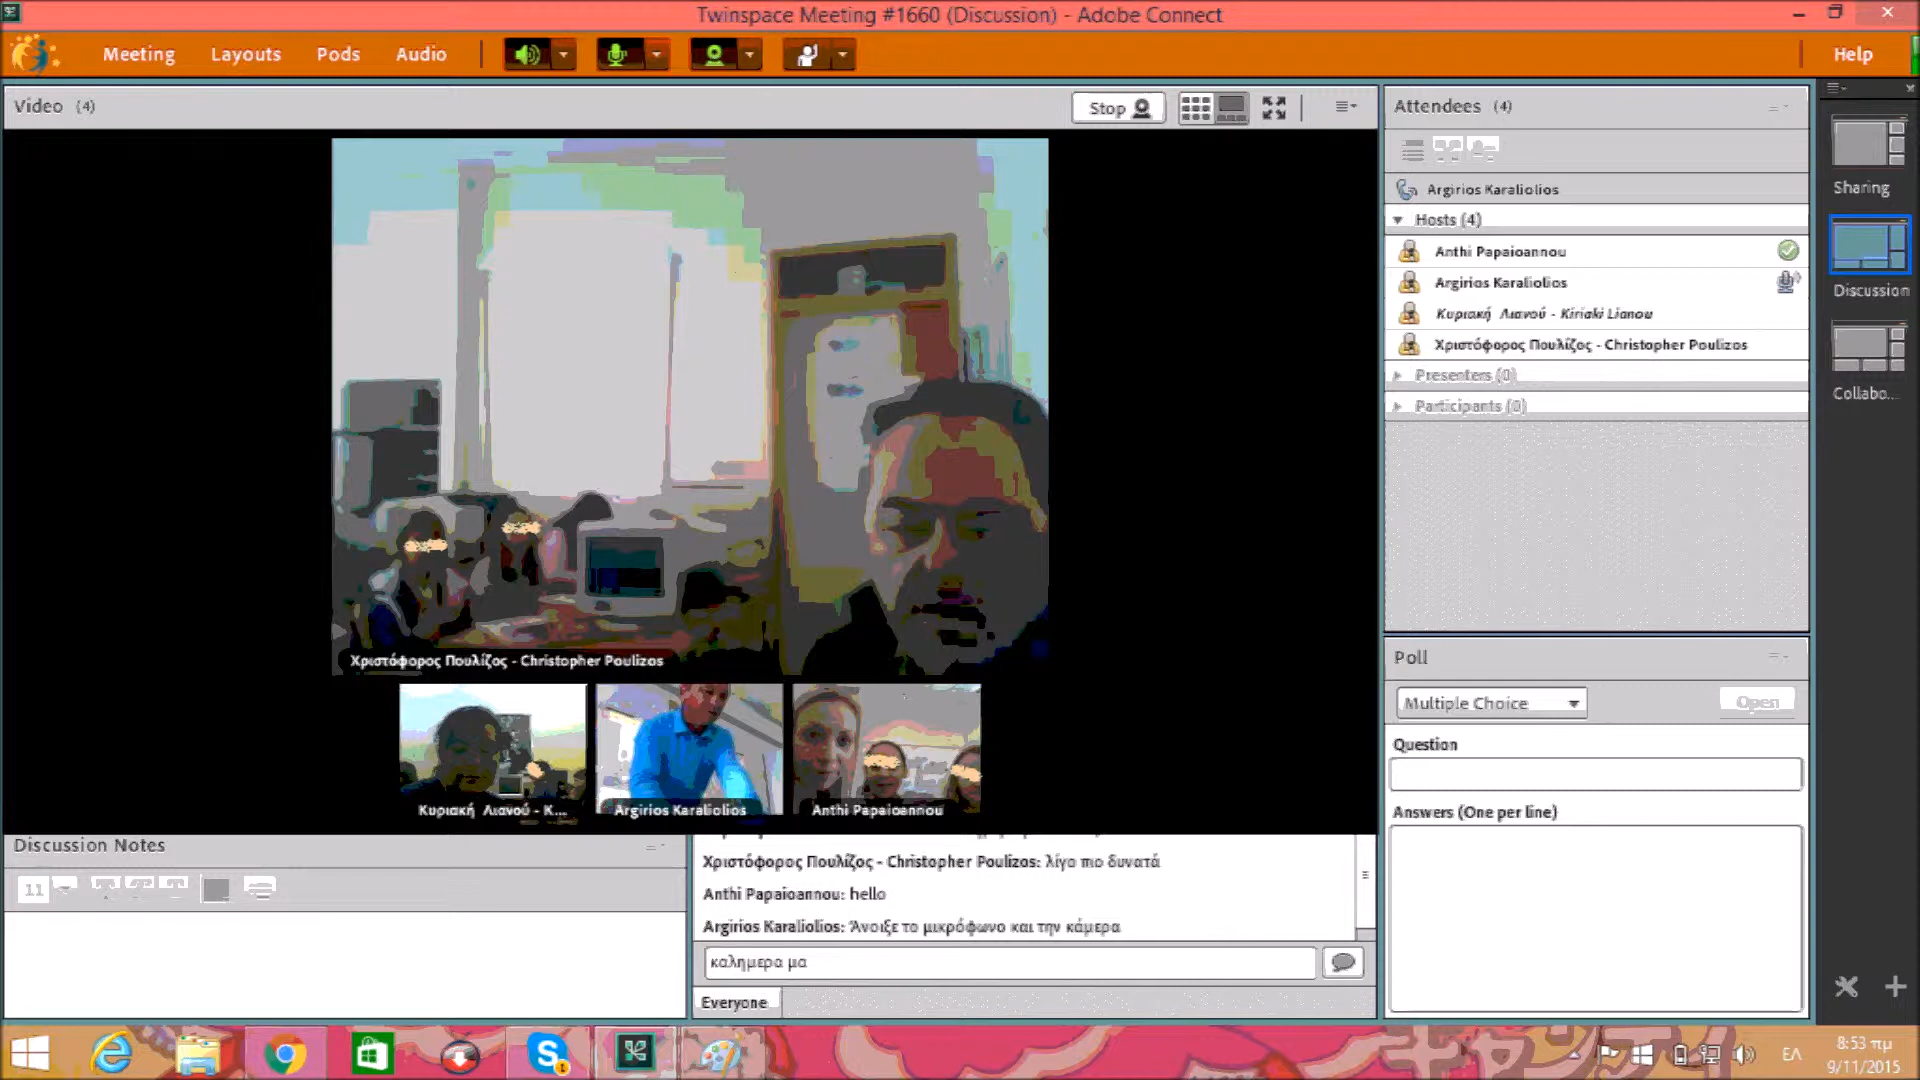 Twinspace Meeting #1660 (Discussion) - Adobe Connect
Meeting Layouts Pods Audio Help
Video (4)
Stop
Χριστόφορος Πουλίζος - Christopher Poulizos
Κυριακή Λιανού - Κ...
Argirios Karaliolios
Anthi Papaioannou
Attendees (4)
Argirios Karaliolios
Hosts (4)
Anthi Papaioannou
Argirios Karaliolios
Κυριακή Λιανού - Kiriaki Lianou
Χριστόφορος Πουλίζος - Christopher Poulizos
Presenters (0)
Participants (0)
Sharing
Discussion
Collabo...
Poll
Multiple Choice
Open
Question
Answers (One per line)
Discussion Notes
11
Χριστόφορος Πουλίζος - Christopher Poulizos: λίγο πιο δυνατά
Anthi Papaioannou: hello
Argirios Karaliolios: Άνοιξε το μικρόφωνο και την κάμερα
καλημερα μα
Everyone
ΕΛ
8:53 πμ
9/11/2015